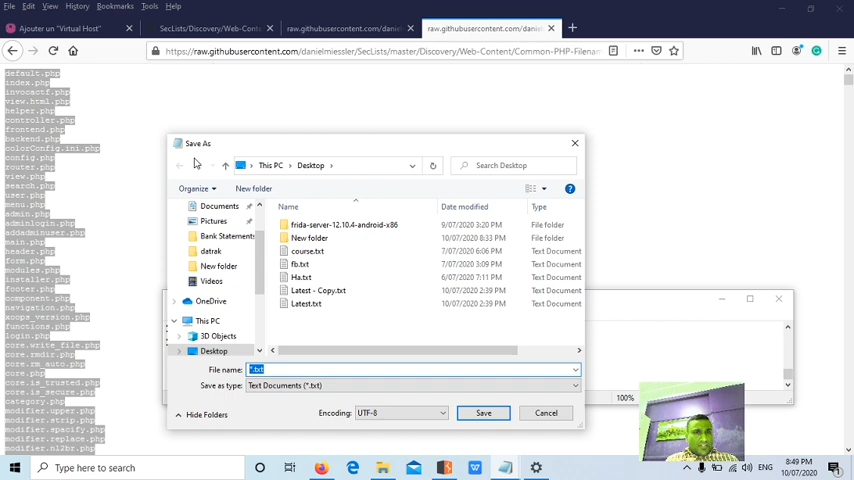 File Edit View History Bookmarks Tools Help
Ajouter un "Virtual Host"
SecLists/Discovery/Web-Cont
raw.githubusercontent.com/daniel
raw.githubusercontent.com/danielm
https://raw.githubusercontent.com/danielmiessler/SecLists/master/Discovery/Web-Content/Common-PHP-Filenam
default.php
index.php
invocactf.php
view.html.php
helper.php
controller.php
frontend.php
backend.php
colorConfig.ini.php
config.php
router.php
view.php
search.php
user.php
menu.php
admin.php
adminlogin.php
addadminuser.php
main.php
header.php
form.php
modules.php
installer.php
footer.php
component.php
navigation.php
xoops_version.php
functions.php
login.php
core.write_file.php
core.rmdir.php
core.rm_auto.php
core.php
core.is_trusted.php
core.is_secure.php
category.php
modifier.upper.php
modifier.strip.php
modifier.spacify.php
modifier.replace.php
modifier.nl2br.php
Save As
This PC > Desktop >
Search Desktop
Organize
New folder
Documents
Pictures
Bank Statements
datrak
New folder
Videos
OneDrive
This PC
3D Objects
Desktop
Name Date modified Type
frida-server-12.10.4-android-x86 9/07/2020 3:20 PM File folder
New folder 10/07/2020 8:33 PM File folder
course.txt 7/07/2020 6:06 PM Text Document
fb.txt 7/07/2020 3:09 PM Text Document
Ha.txt 6/07/2020 7:11 PM Text Document
Latest - Copy.txt 10/07/2020 2:39 PM Text Document
Latest.txt 10/07/2020 2:39 PM Text Document
File name: *.txt
Save as type: Text Documents (*.txt)
Hide Folders
Encoding: UTF-8
Save
Cancel
100%
Type here to search
ENG
8:49 PM
10/07/2020